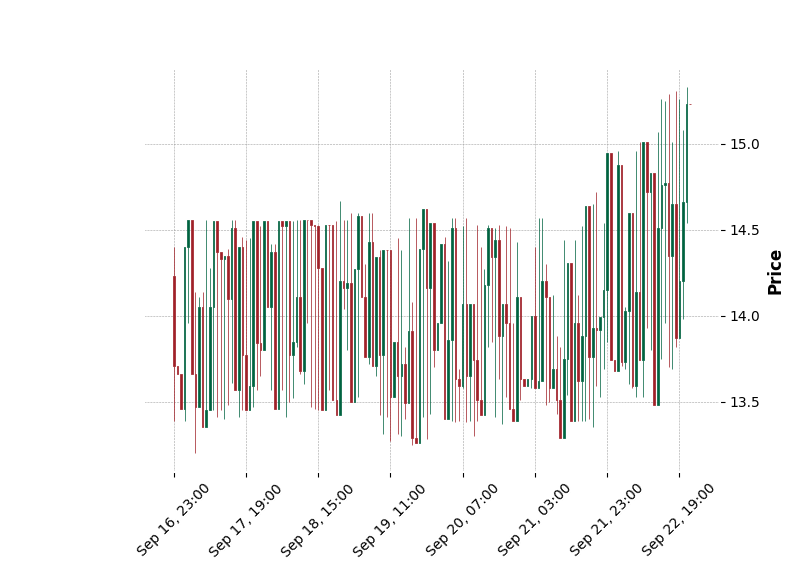 15.0
14.5
14.0
13.5
Price
Sep 16, 23:00
Sep 17, 19:00
Sep 18, 15:00
Sep 19, 11:00
Sep 20, 07:00
Sep 21, 03:00
Sep 21, 23:00
Sep 22, 19:00